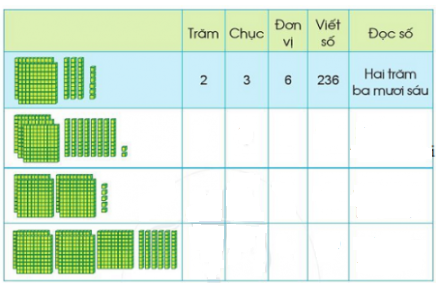 Trăm Chục Đơn vị Viết số Đọc số
2 3 6 236 Hai trăm ba mươi sáu
i